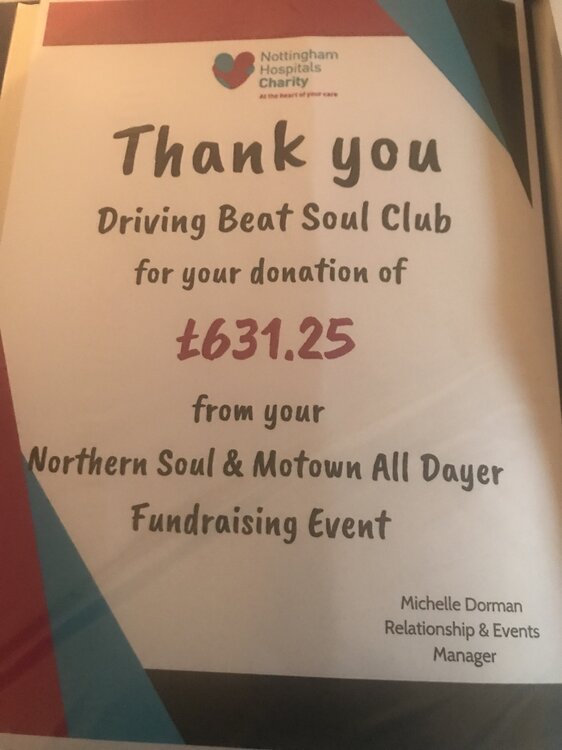 Nottingham
Hospitals
Charity
At the heart of your care
Thank you
Driving Beat Soul Club
for your donation of
£631.25
from your
Northern Soul & Motown All Dayer
Fundraising Event
Michelle Dorman
Relationship & Events
Manager